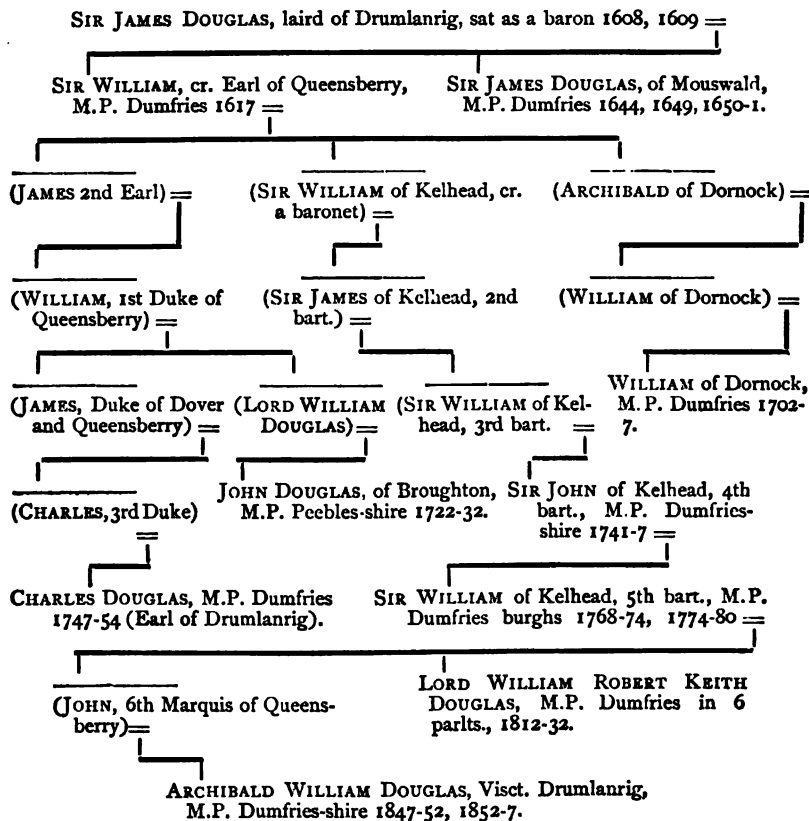 SIR JAMES DOUGLAS, laird of Drumlanrig, sat as a baron 1608, 1609 =
SIR WILLIAM, cr. Earl of Queensberry,
M.P. Dumfries 1617 =
SIR JAMES DOUGLAS, of Mouswald,
M.P. Dumfries 1644, 1649, 1650-1.
(JAMES 2nd Earl) =
(SIR WILLIAM of Kelhead, cr.
a baronet) =
(ARCHIBALD of Dornock) =
(WILLIAM, 1st Duke of
Queensberry) =
(SIR JAMES of Kelhead, 2nd
bart.) =
(WILLIAM of Dornock) =
(JAMES, Duke of Dover
and Queensberry) =
(LORD WILLIAM
DOUGLAS) =
(SIR WILLIAM of Kel-
head, 3rd bart. =
WILLIAM of Dornock,
M.P. Dumfries 1702-
7.
(CHARLES, 3rd Duke)
=
JOHN DOUGLAS, of Broughton,
M.P. Peebles-shire 1722-32.
SIR JOHN of Kelhead, 4th
bart., M.P. Dumfries-
shire 1741-7 =
CHARLES DOUGLAS, M.P. Dumfries
1747-54 (Earl of Drumlanrig).
SIR WILLIAM of Kelhead, 5th bart., M.P.
Dumfries burghs 1768-74, 1774-80 =
(JOHN, 6th Marquis of Queens-
berry) =
LORD WILLIAM ROBERT KEITH
DOUGLAS, M.P. Dumfries in 6
parlts., 1812-32.
ARCHIBALD WILLIAM DOUGLAS, Visct. Drumlanrig,
M.P. Dumfries-shire 1847-52, 1852-7.